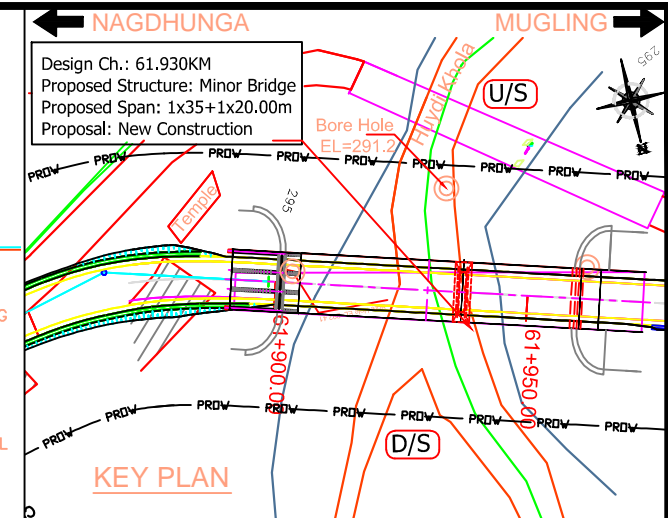 NAGDHUNGA
MUGLING
Design Ch.: 61.930KM
Proposed Structure: Minor Bridge
Proposed Span: 1x35+1x20.00m
Proposal: New Construction
U/S
295
Bore Hole
EL=291.2
Khola
PROW PROW PROW PROW PROW PROW PROW PROW PROW
Temple
295
G
61+900.00
61+950.00
PROW PROW PROW PROW PROW PROW PROW PROW PROW
D/S
L
KEY PLAN